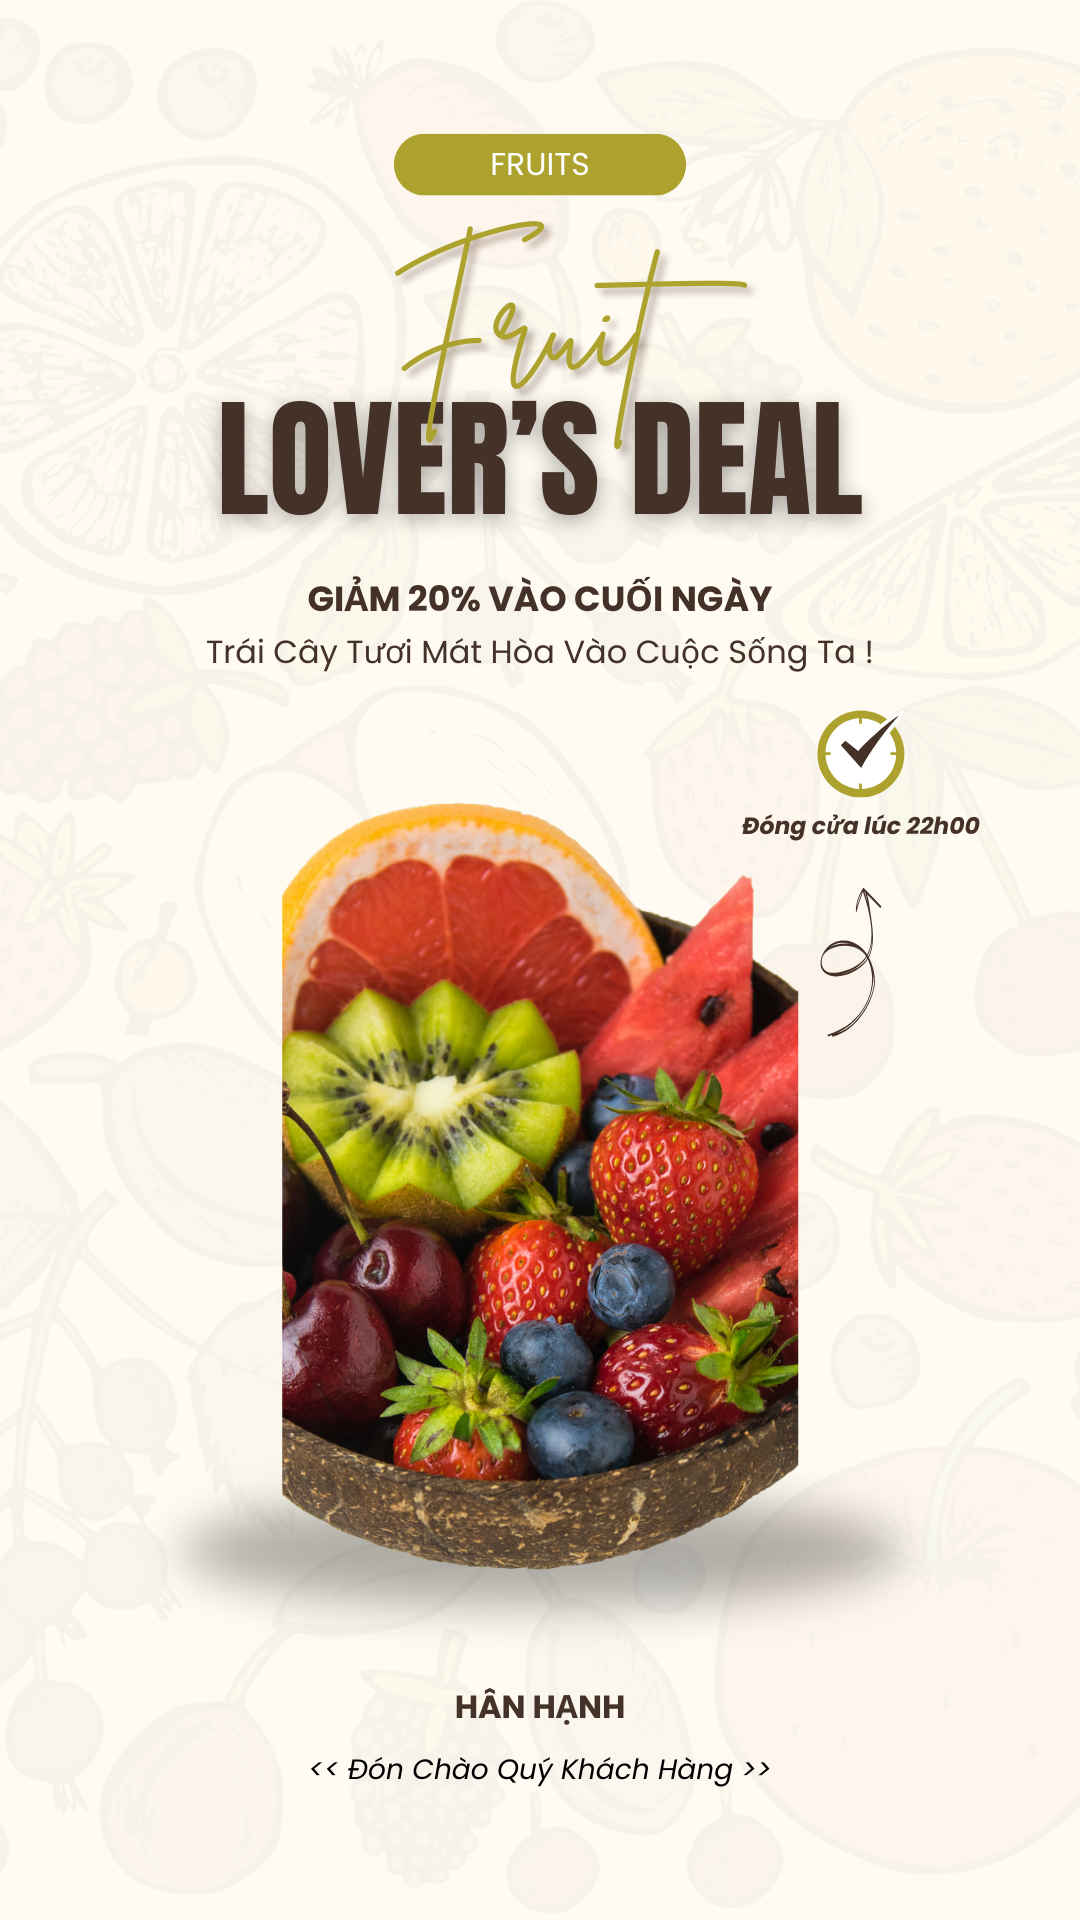 FRUITS
Fruit
LOVER’S DEAL
GIẢM 20% VÀO CUỐI NGÀY
Trái Cây Tươi Mát Hòa Vào Cuộc Sống Ta !
Đóng cửa lúc 22h00
HÂN HẠNH
<< Đón Chào Quý Khách Hàng >>